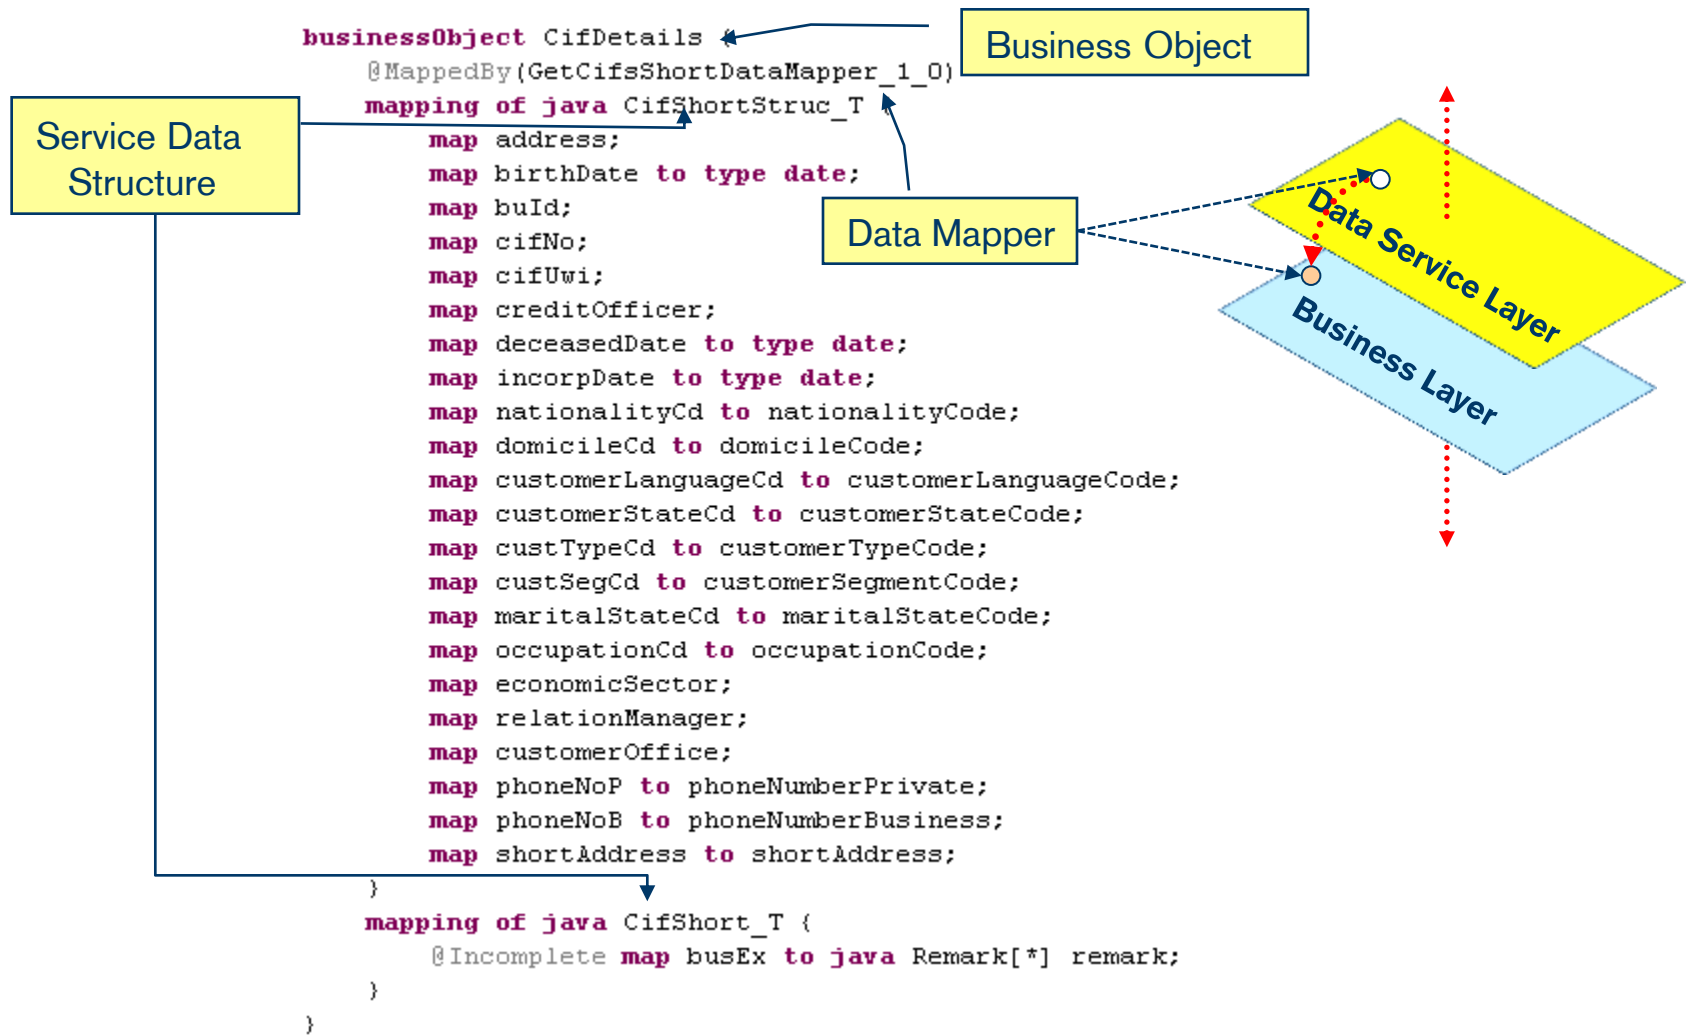 businessObject CifDetails {
Business Object
@MappedBy(GetCifsShortDataMapper_1_0)
mapping of java CifShortStruc_T {
Service Data
Structure
map address;
map birthDate to type date;
map buId;
map cifNo;
map cifUwi;
Data Mapper
map creditOfficer;
map deceasedDate to type date;
map incorpDate to type date;
map nationalityCd to nationalityCode;
map domicileCd to domicileCode;
map customerLanguageCd to customerLanguageCode;
map customerStateCd to customerStateCode;
map custTypeCd to customerTypeCode;
map custSegCd to customerSegmentCode;
map maritalStateCd to maritalStateCode;
map occupationCd to occupationCode;
map economicSector;
map relationManager;
map customerOffice;
map phoneNoP to phoneNumberPrivate;
map phoneNoB to phoneNumberBusiness;
map shortAddress to shortAddress;
}
mapping of java CifShort_T {
@Incomplete map busEx to java Remark[*] remark;
}
}
Data Service Layer
Business Layer